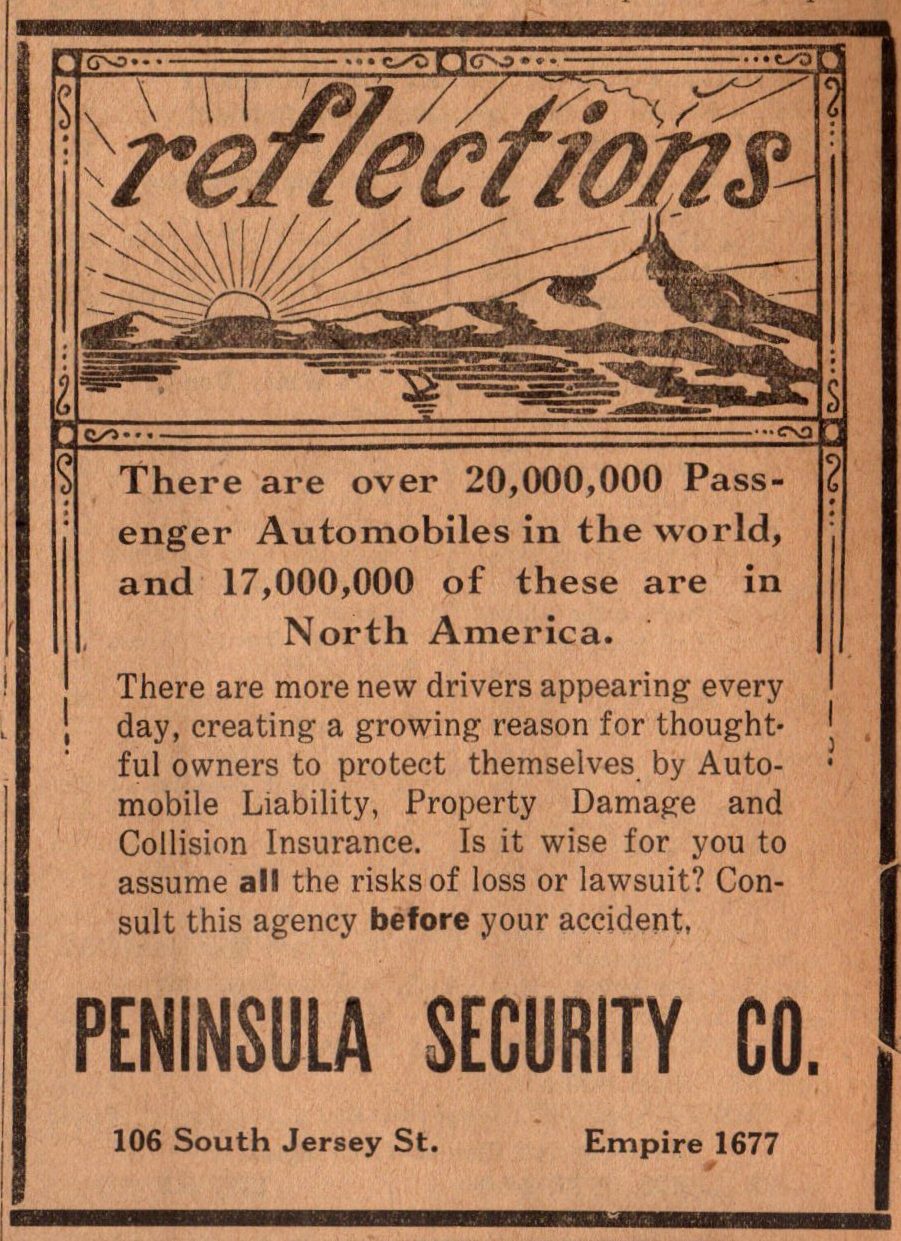 reflections
There are over 20,000,000 Pass-
enger Automobiles in the world,
and 17,000,000 of these are in
North America.
There are more new drivers appearing every
day, creating a growing reason for thought-
ful owners to protect themselves by Auto-
mobile Liability, Property Damage and
Collision Insurance. Is it wise for you to
assume all the risks of loss or lawsuit? Con-
sult this agency before your accident.
PENINSULA SECURITY CO.
106 South Jersey St. Empire 1677